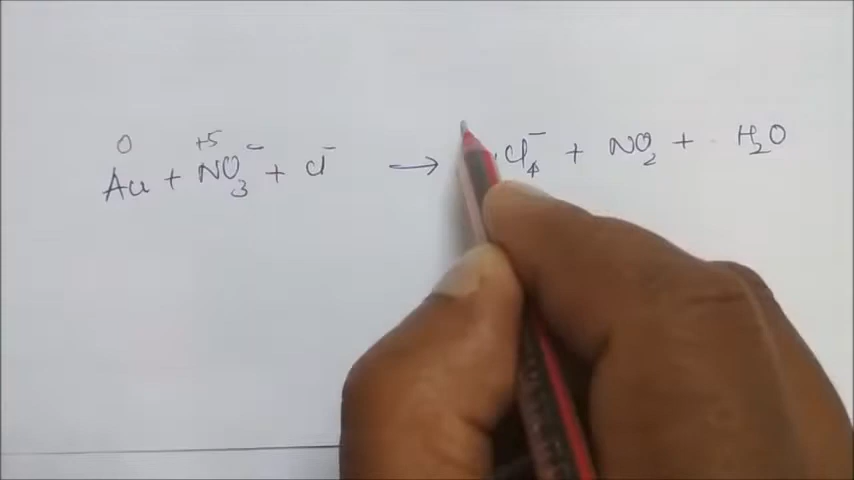 0 +5
Au + NO3- + Cl- → Cl4- + NO2 + H2O